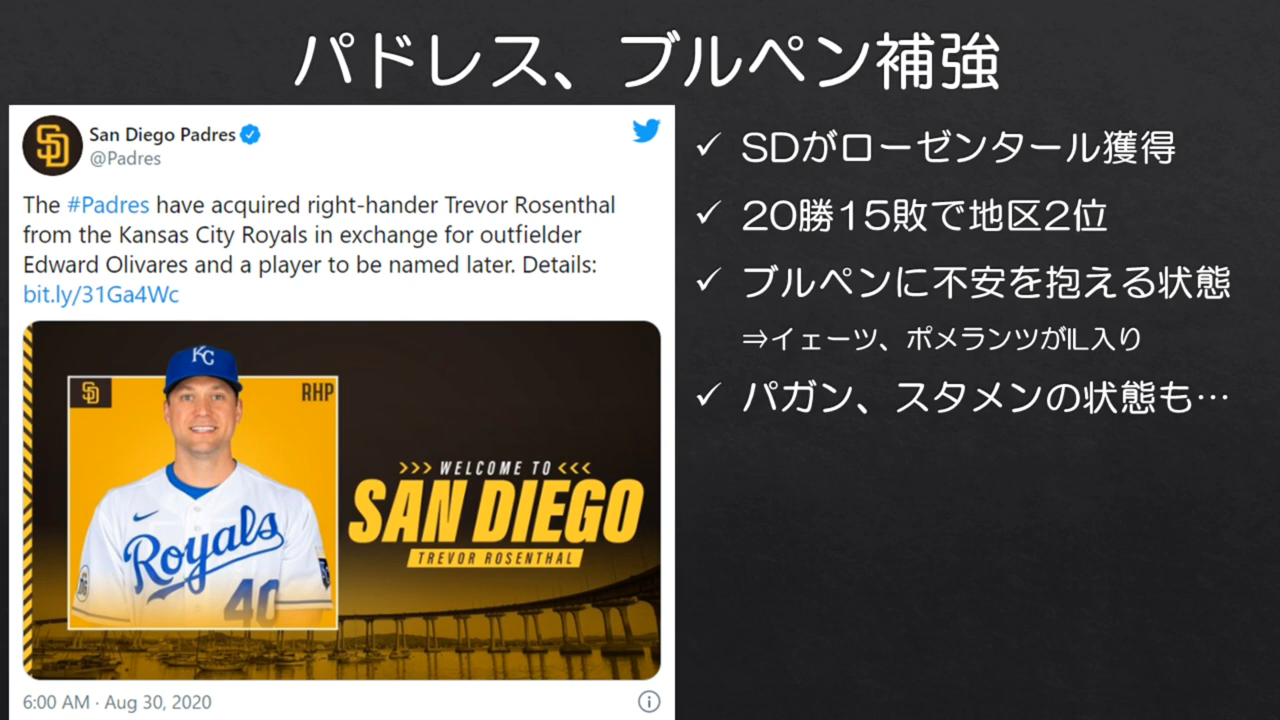 パドレス、ブルペン補強
San Diego Padres
@Padres
The #Padres have acquired right-hander Trevor Rosenthal
from the Kansas City Royals in exchange for outfielder
Edward Olivares and a player to be named later. Details:
bit.ly/31Ga4Wc
SD
RHP
KC
Royals
40
>>> WELCOME TO <<<
SAN DIEGO
TREVOR ROSENTHAL
6:00 AM · Aug 30, 2020
✓ SDがローゼンタール獲得
✓ 20勝15敗で地区2位
✓ ブルペンに不安を抱える状態
⇒イェーツ、ポメランツがIL入り
✓ パガン、スタメンの状態も…